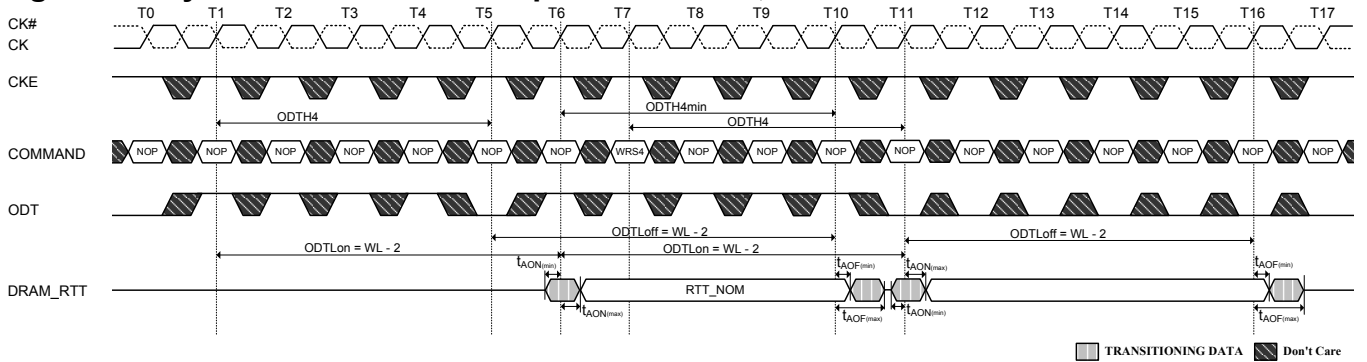 T0 T1 T2 T3 T4 T5 T6 T7 T8 T9 T10 T11 T12 T13 T14 T15 T16 T17
CK#
CK
CKE
ODTH4min
ODTH4 ODTH4
COMMAND NOP NOP NOP NOP NOP NOP NOP WRS4 NOP NOP NOP NOP NOP NOP NOP NOP NOP NOP
ODT
ODTLoff = WL - 2 ODTLoff = WL - 2
ODTLon = WL - 2 ODTLon = WL - 2
tAON(min) tAOF(min) tAON(max) tAOF(min)
DRAM_RTT RTT_NOM
tAON(max) tAOF(max) tAON(min) tAOF(max)
TRANSITIONING DATA Don't Care